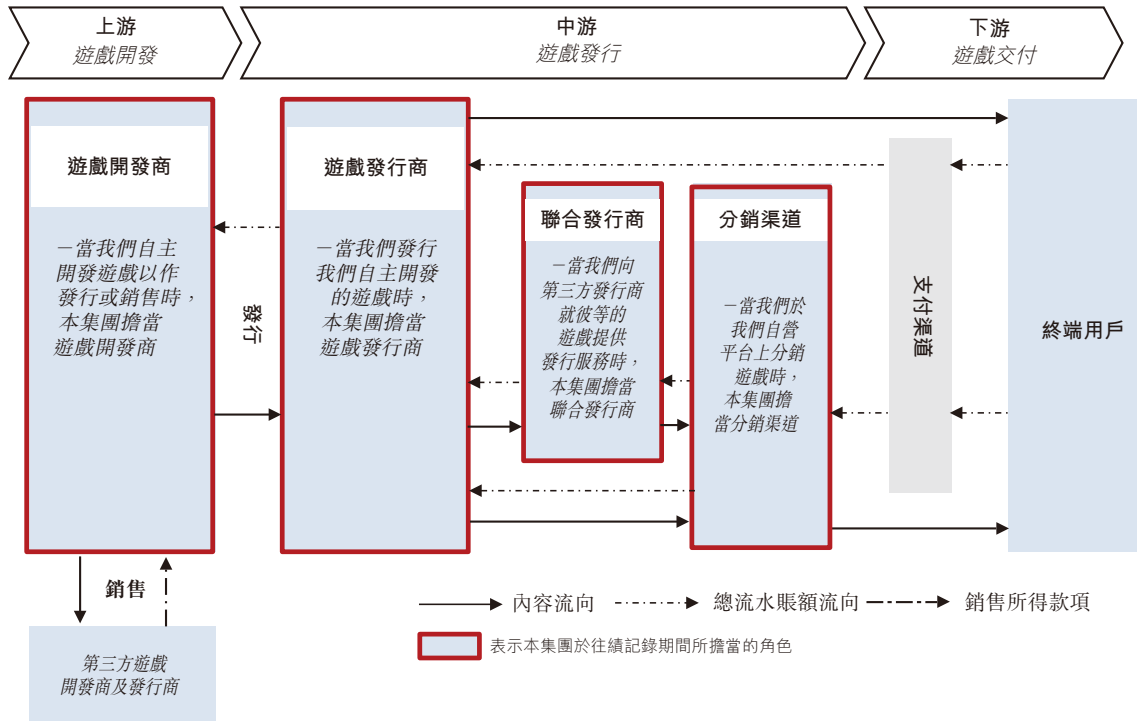 上游
遊戲開發
中游
遊戲發行
下游
遊戲交付
遊戲開發商
－當我們自主
開發遊戲以作
發行或銷售時，
本集團擔當
遊戲開發商
發行
遊戲發行商
－當我們發行
我們自主開發
的遊戲時，
本集團擔當
遊戲發行商
聯合發行商
－當我們向
第三方發行商
就彼等的
遊戲提供
發行服務時，
本集團擔當
聯合發行商
分銷渠道
－當我們於
我們自營
平台上分銷
遊戲時，
本集團擔
當分銷渠道
支付渠道
終端用戶
銷售
第三方遊戲
開發商及發行商
內容流向 總流水賬額流向 銷售所得款項
表示本集團於往績記錄期間所擔當的角色